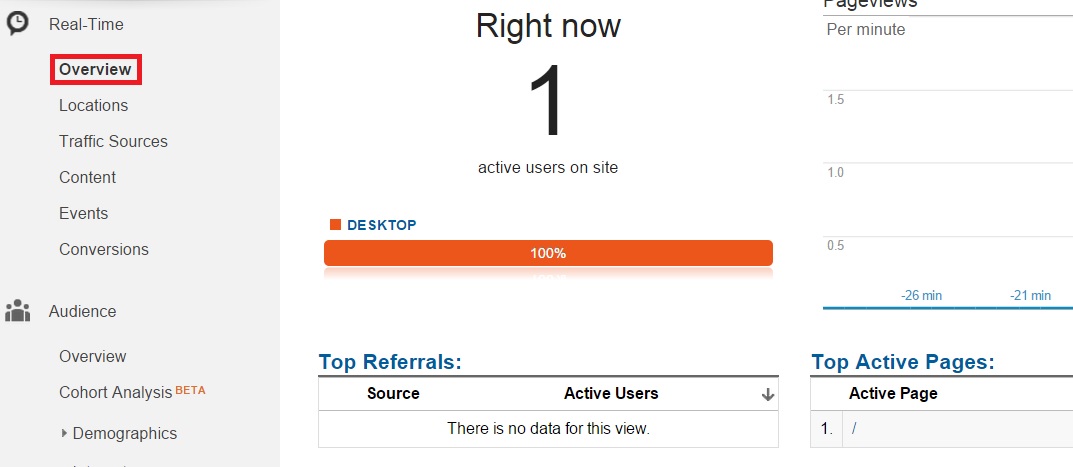 Real-Time
Overview
Locations
Traffic Sources
Content
Events
Conversions
Audience
Overview
Cohort Analysis BETA
Demographics
Right now
1
active users on site
DESKTOP
100%
Top Referrals:
Source Active Users
There is no data for this view.
Pageviews
Per minute
1.5
1.0
0.5
-26 min -21 min
Top Active Pages:
Active Page
1. /